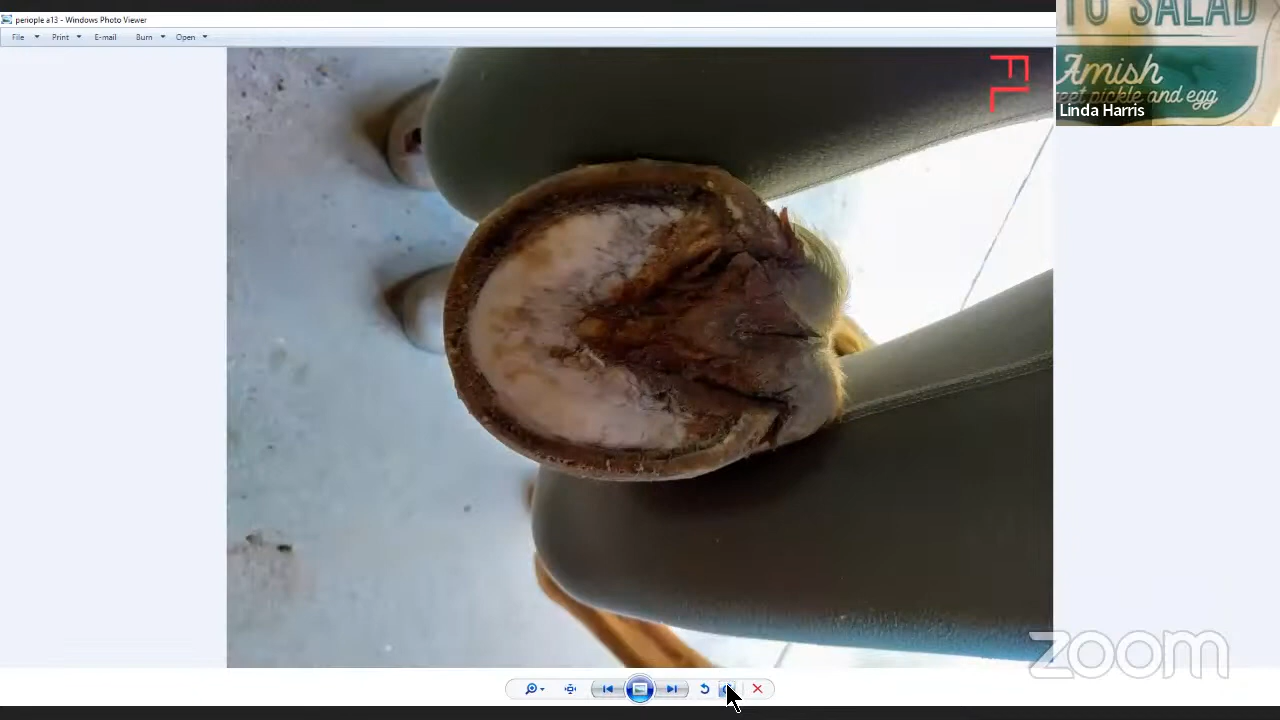 periople a13 - Windows Photo Viewer
File Print E-mail Burn Open
FL
TO SALAD
Amish
eet pickle and egg
Linda Harris
zoom